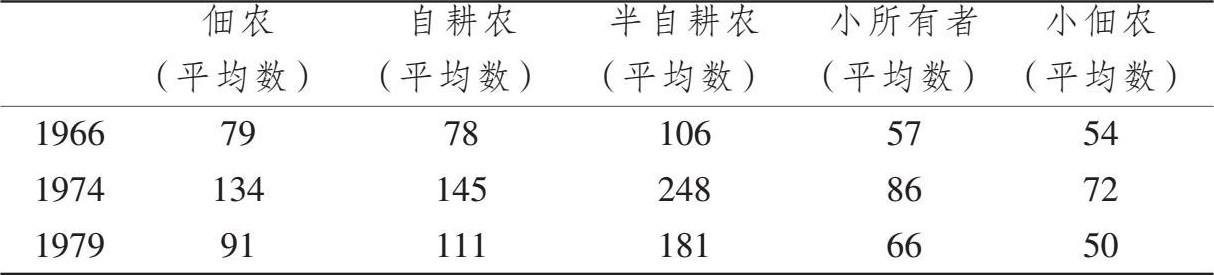 佃农 自耕农 半自耕农 小所有者 小佃农
（平均数） （平均数） （平均数） （平均数） （平均数）
1966 79 78 106 57 54
1974 134 145 248 86 72
1979 91 111 181 66 50